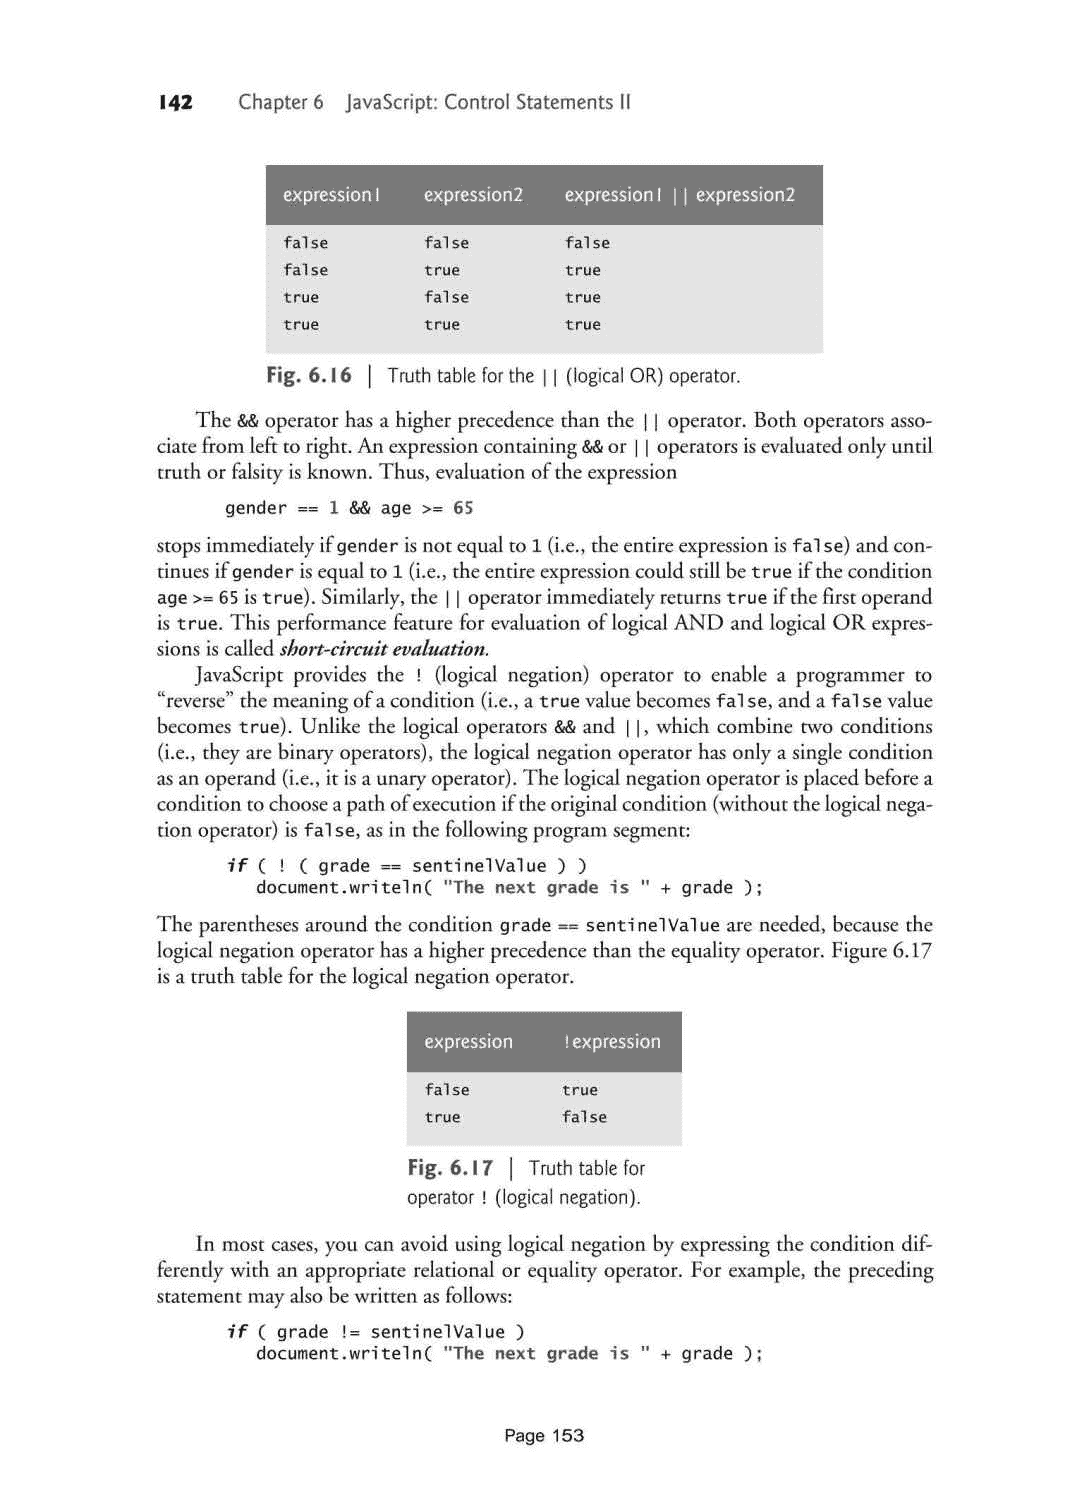 142 Chapter 6 JavaScript: Control Statements II
expression1 expression2 expression1 || expression2
false false false
false true true
true false true
true true true
Fig. 6.16 | Truth table for the || (logical OR) operator.
The && operator has a higher precedence than the || operator. Both operators asso-
ciate from left to right. An expression containing && or || operators is evaluated only until
truth or falsity is known. Thus, evaluation of the expression
gender == 1 && age >= 65
stops immediately if gender is not equal to 1 (i.e., the entire expression is false) and con-
tinues if gender is equal to 1 (i.e., the entire expression could still be true if the condition
age >= 65 is true). Similarly, the || operator immediately returns true if the first operand
is true. This performance feature for evaluation of logical AND and logical OR expres-
sions is called short-circuit evaluation.
JavaScript provides the ! (logical negation) operator to enable a programmer to
“reverse” the meaning of a condition (i.e., a true value becomes false, and a false value
becomes true). Unlike the logical operators && and ||, which combine two conditions
(i.e., they are binary operators), the logical negation operator has only a single condition
as an operand (i.e., it is a unary operator). The logical negation operator is placed before a
condition to choose a path of execution if the original condition (without the logical nega-
tion operator) is false, as in the following program segment:
if ( ! ( grade == sentinelValue ) )
document.writeln( "The next grade is " + grade );
The parentheses around the condition grade == sentinelValue are needed, because the
logical negation operator has a higher precedence than the equality operator. Figure 6.17
is a truth table for the logical negation operator.
expression !expression
false true
true false
Fig. 6.17 | Truth table for
operator ! (logical negation).
In most cases, you can avoid using logical negation by expressing the condition dif-
ferently with an appropriate relational or equality operator. For example, the preceding
statement may also be written as follows:
if ( grade != sentinelValue )
document.writeln( "The next grade is " + grade );
Page 153